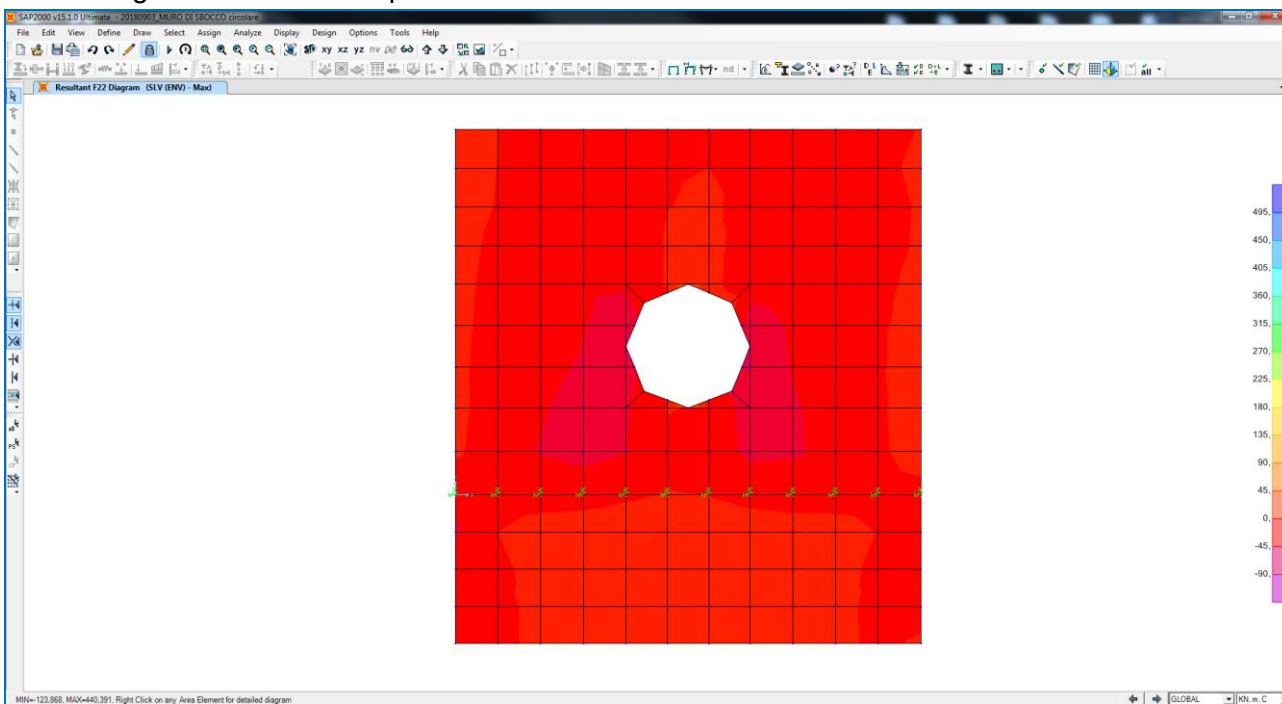 SAP2000 v15.1.0 Ultimate - 20180903_MURO DI SBOCCO circolare
File Edit View Define Draw Select Assign Analyze Display Design Options Tools Help
xy xz yz nv
nd
all
Resultant F22 Diagram (SLV (ENV) - Max)
495,
450,
405,
360,
315,
270,
225,
180,
135,
90,
45,
0,
-45,
-90,
MIN=-123,868, MAX=440,391, Right Click on any Area Element for detailed diagram
GLOBAL
KN, m, C